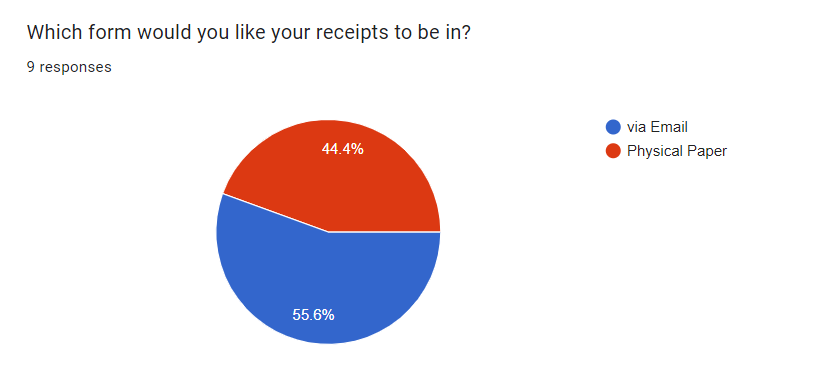 Which form would you like your receipts to be in?
9 responses
via Email
Physical Paper
44.4%
55.6%